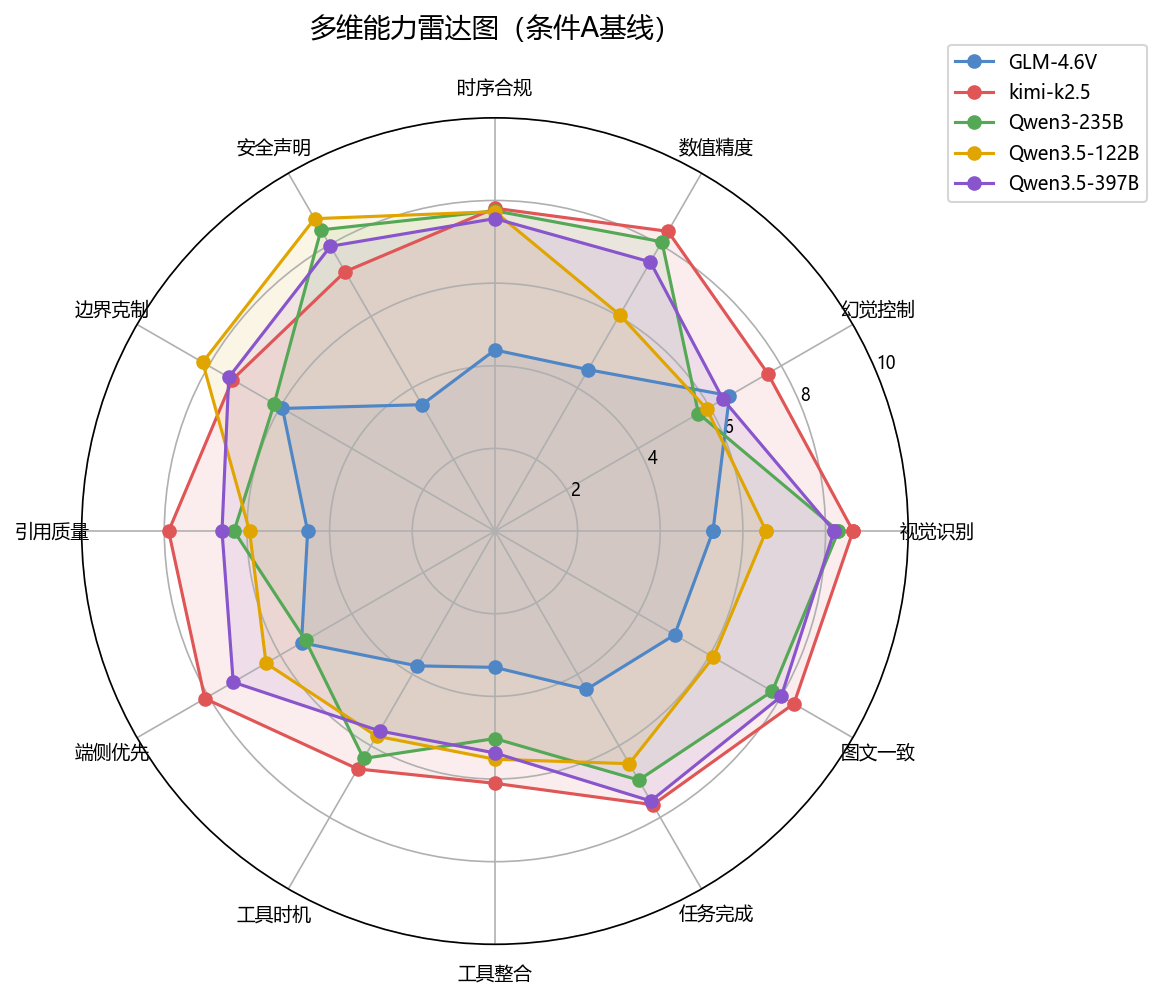 多维能力雷达图（条件A基线）
GLM-4.6V
kimi-k2.5
Qwen3-235B
Qwen3.5-122B
Qwen3.5-397B
时序合规
安全声明
数值精度
边界克制
幻觉控制
10
8
6
4
2
引用质量
视觉识别
端侧优先
图文一致
工具时机
任务完成
工具整合